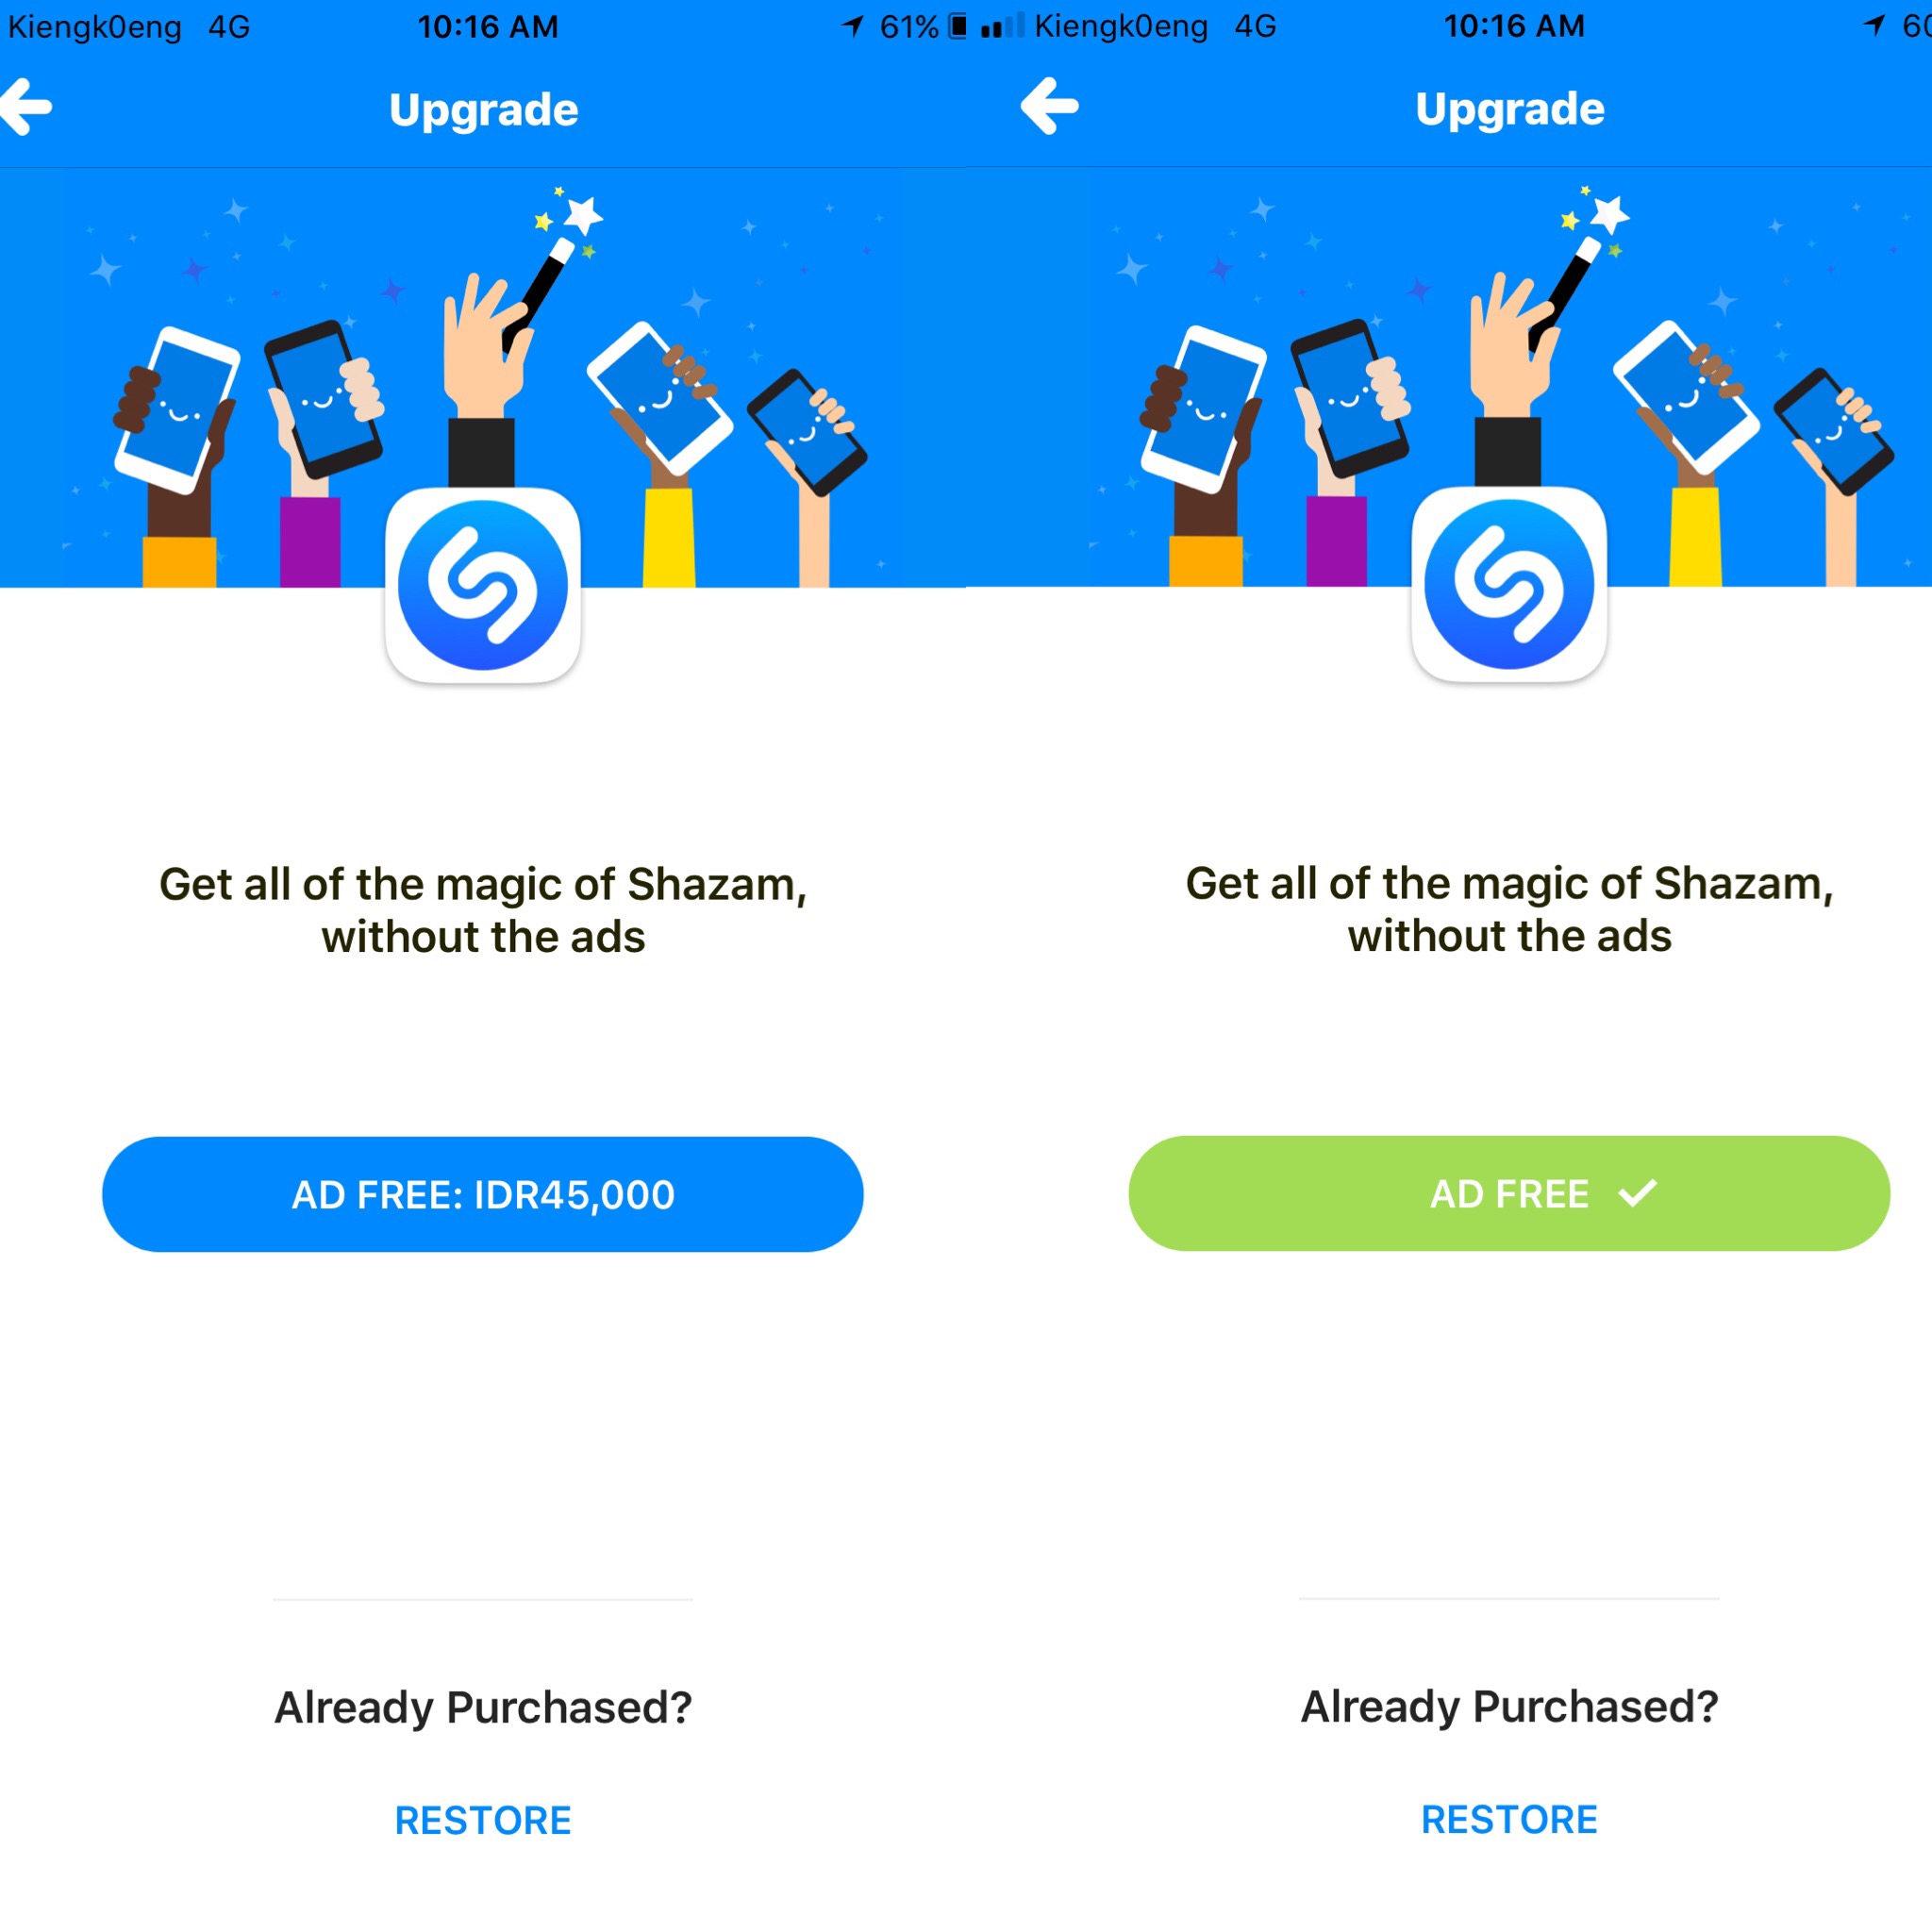 Kiengk0eng 4G 10:16 AM 61%
Upgrade
Get all of the magic of Shazam,
without the ads
AD FREE: IDR45,000
Already Purchased?
RESTORE
Kiengk0eng 4G 10:16 AM
Upgrade
Get all of the magic of Shazam,
without the ads
AD FREE
Already Purchased?
RESTORE